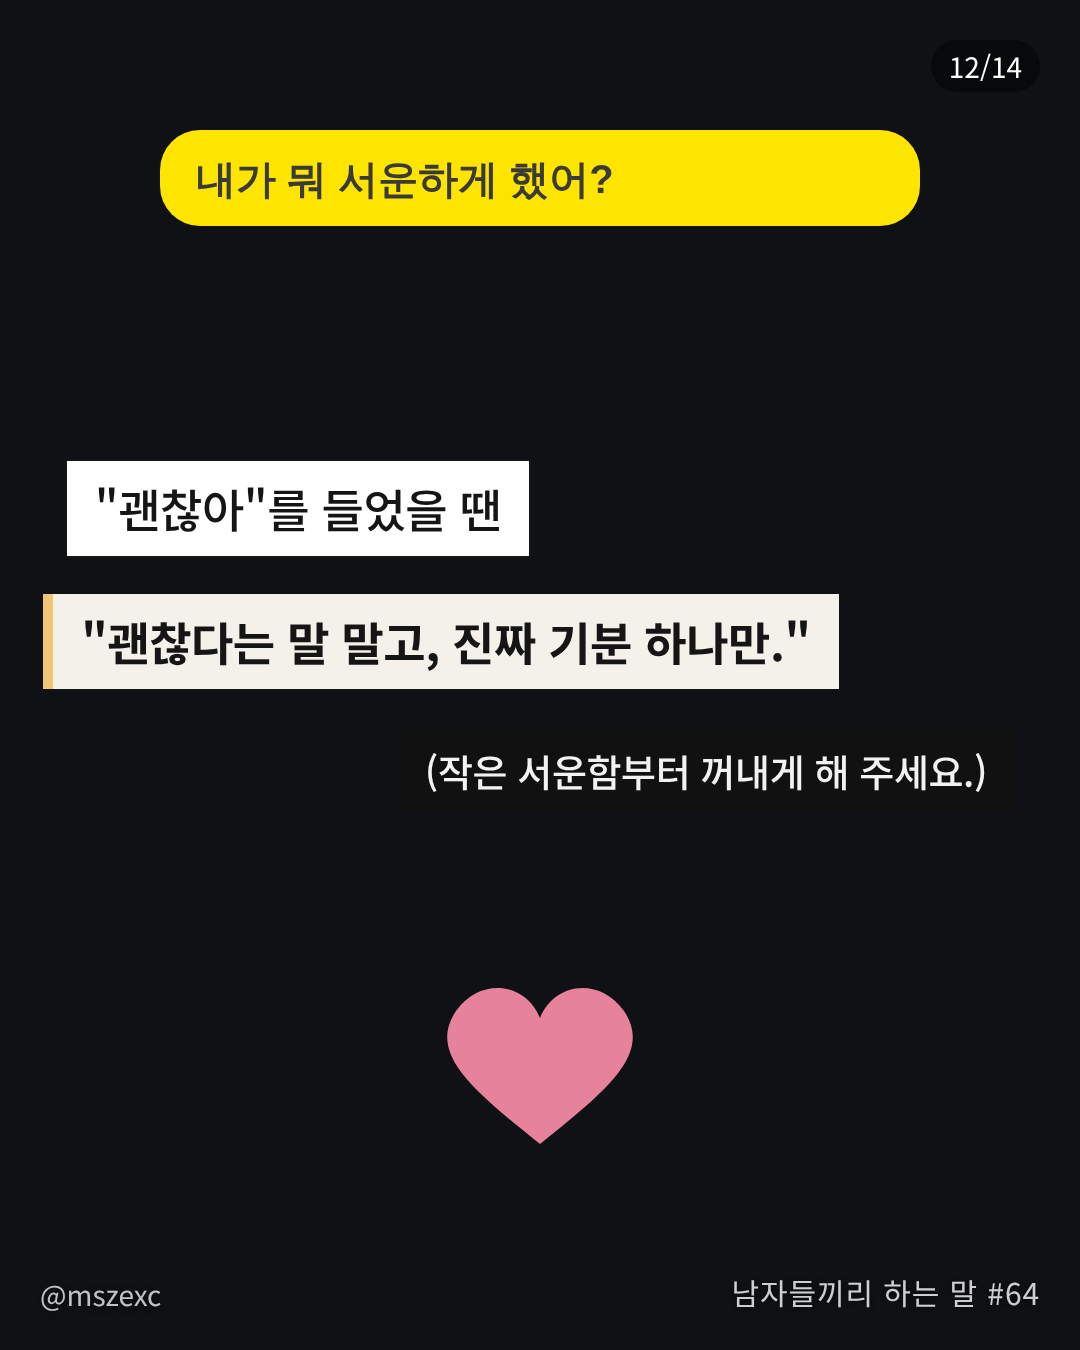 12/14
내가 뭐 서운하게 했어?
"괜찮아"를 들었을 땐
"괜찮다는 말 말고, 진짜 기분 하나만."
(작은 서운함부터 꺼내게 해 주세요.)
@mszexc
남자들끼리 하는 말 #64